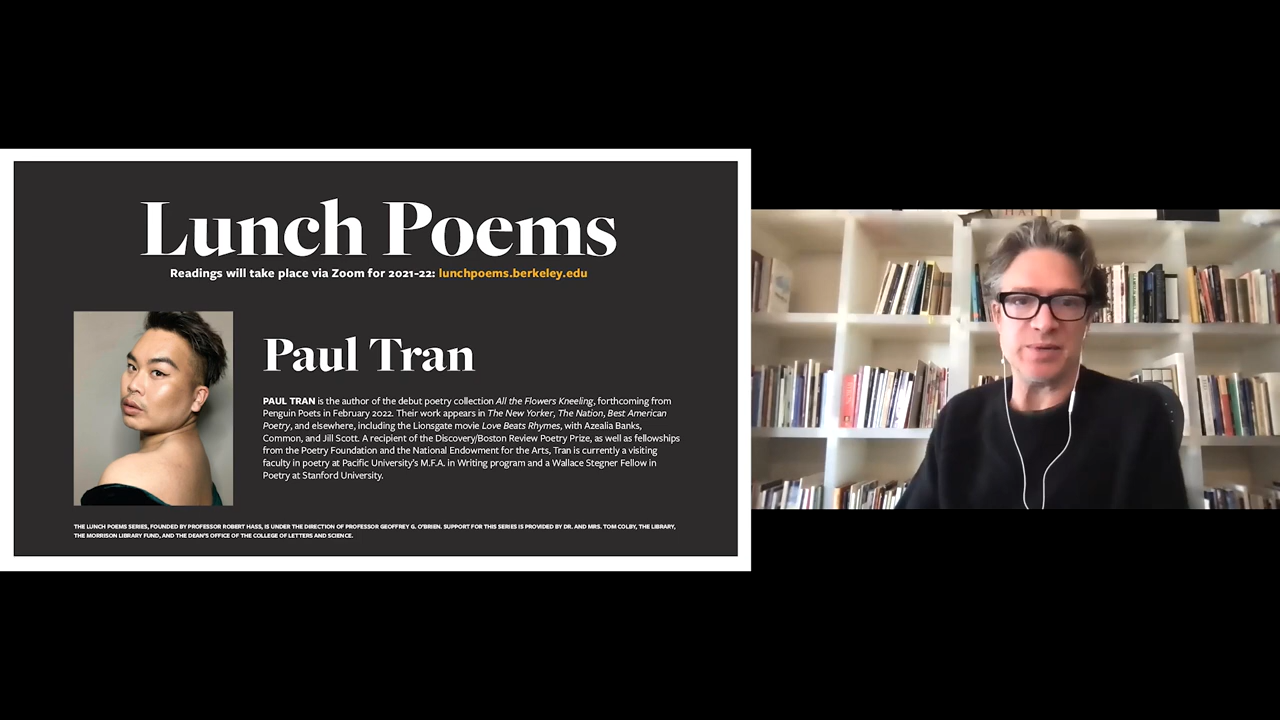 Lunch Poems
Readings will take place via Zoom for 2021-22: lunchpoems.berkeley.edu
Paul Tran
PAUL TRAN is the author of the debut poetry collection All the Flowers Kneeling, forthcoming from
Penguin Poets in February 2022. Their work appears in The New Yorker, The Nation, Best American
Poetry, and elsewhere, including the Lionsgate movie Love Beats Rhymes, with Azealia Banks,
Common, and Jill Scott. A recipient of the Discovery/Boston Review Poetry Prize, as well as fellowships
from the Poetry Foundation and the National Endowment for the Arts, Tran is currently a visiting
faculty in poetry at Pacific University's M.F.A. in Writing program and a Wallace Stegner Fellow in
Poetry at Stanford University.
THE LUNCH POEMS SERIES, FOUNDED BY PROFESSOR ROBERT HASS, IS UNDER THE DIRECTION OF PROFESSOR GEOFFREY G. O'BRIEN. SUPPORT FOR THIS SERIES IS PROVIDED BY DR. AND MRS. TOM COLBY, THE LIBRARY,
THE MORRISON LIBRARY FUND, AND THE DEAN'S OFFICE OF THE COLLEGE OF LETTERS AND SCIENCE.